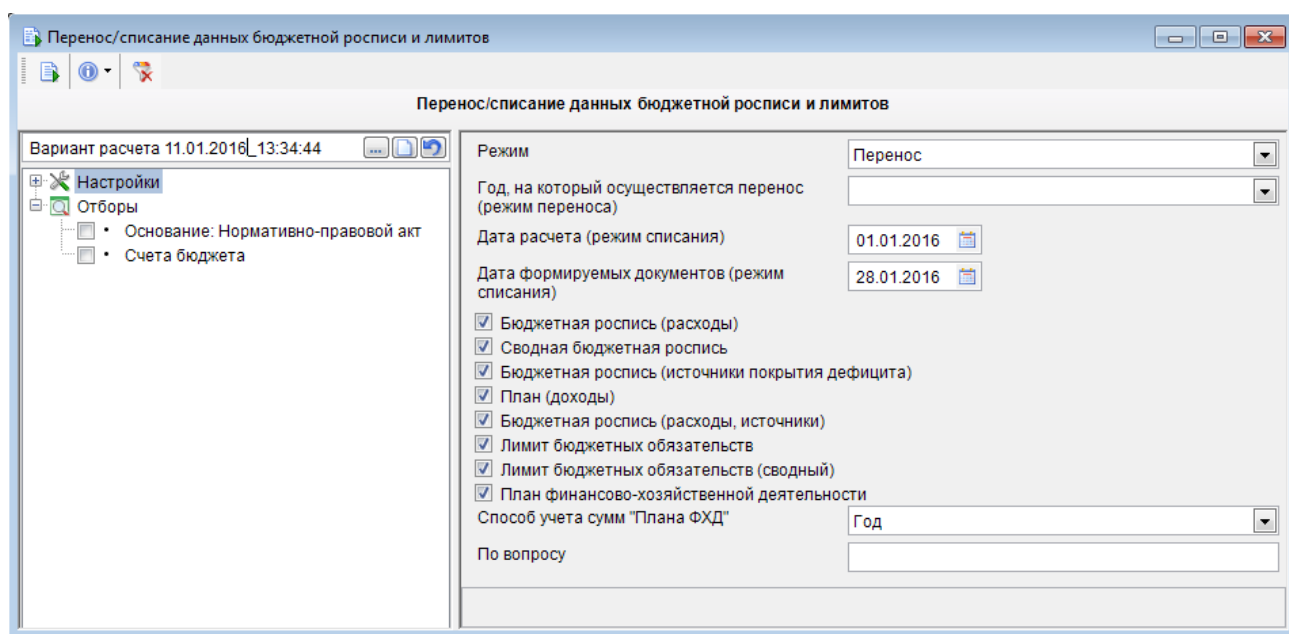 Перенос/списание данных бюджетной росписи и лимитов
Перенос/списание данных бюджетной росписи и лимитов
Вариант расчета 11.01.2016_13:34:44
...
Настройки
Отборы
Основание: Нормативно-правовой акт
Счета бюджета
Режим
Перенос
Год, на который осуществляется перенос
(режим переноса)
Дата расчета (режим списания)
01.01.2016
Дата формируемых документов (режим
списания)
28.01.2016
Бюджетная роспись (расходы)
Сводная бюджетная роспись
Бюджетная роспись (источники покрытия дефицита)
План (доходы)
Бюджетная роспись (расходы, источники)
Лимит бюджетных обязательств
Лимит бюджетных обязательств (сводный)
План финансово-хозяйственной деятельности
Способ учета сумм "Плана ФХД"
Год
По вопросу